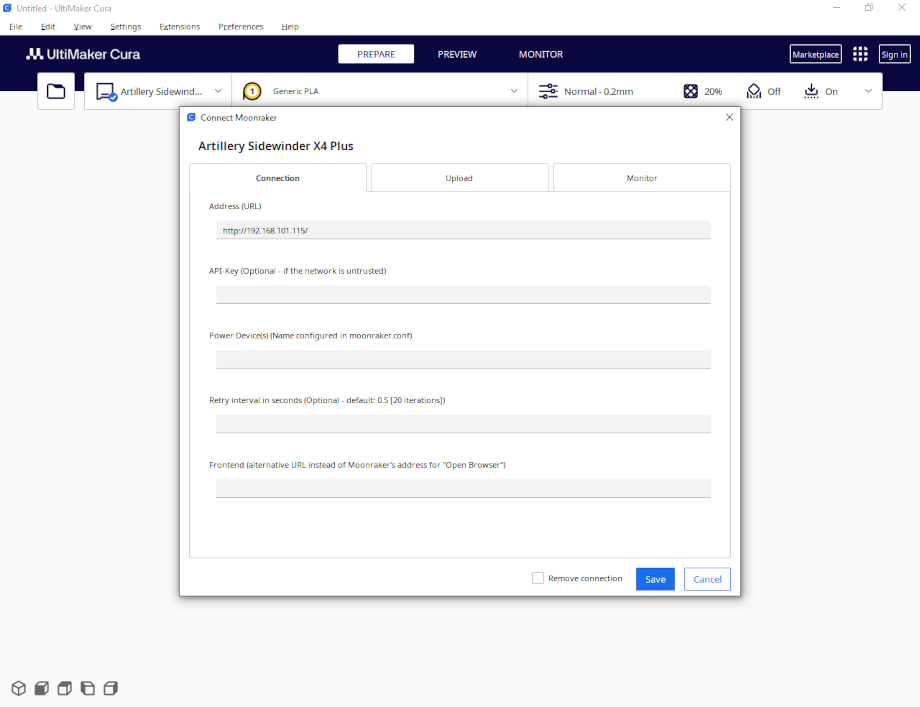 Untitled - UltiMaker Cura
File Edit View Settings Extensions Preferences Help
UltiMaker Cura PREPARE PREVIEW MONITOR Marketplace Sign In
Artillery Sidewind... 1 Generic PLA Normal - 0.2mm 20% Off On
Connect Moonraker
Artillery Sidewinder X4 Plus
Connection Upload Monitor
Address (URL)
http://192.168.101.115/
API-Key (Optional - if the network is untrusted)
Power Device(s) (Name configured in moonraker.conf)
Retry interval in seconds (Optional - default: 0.5 [20 iterations])
Frontend (alternative URL instead of Moonraker's address for "Open Browser")
Remove connection Save Cancel